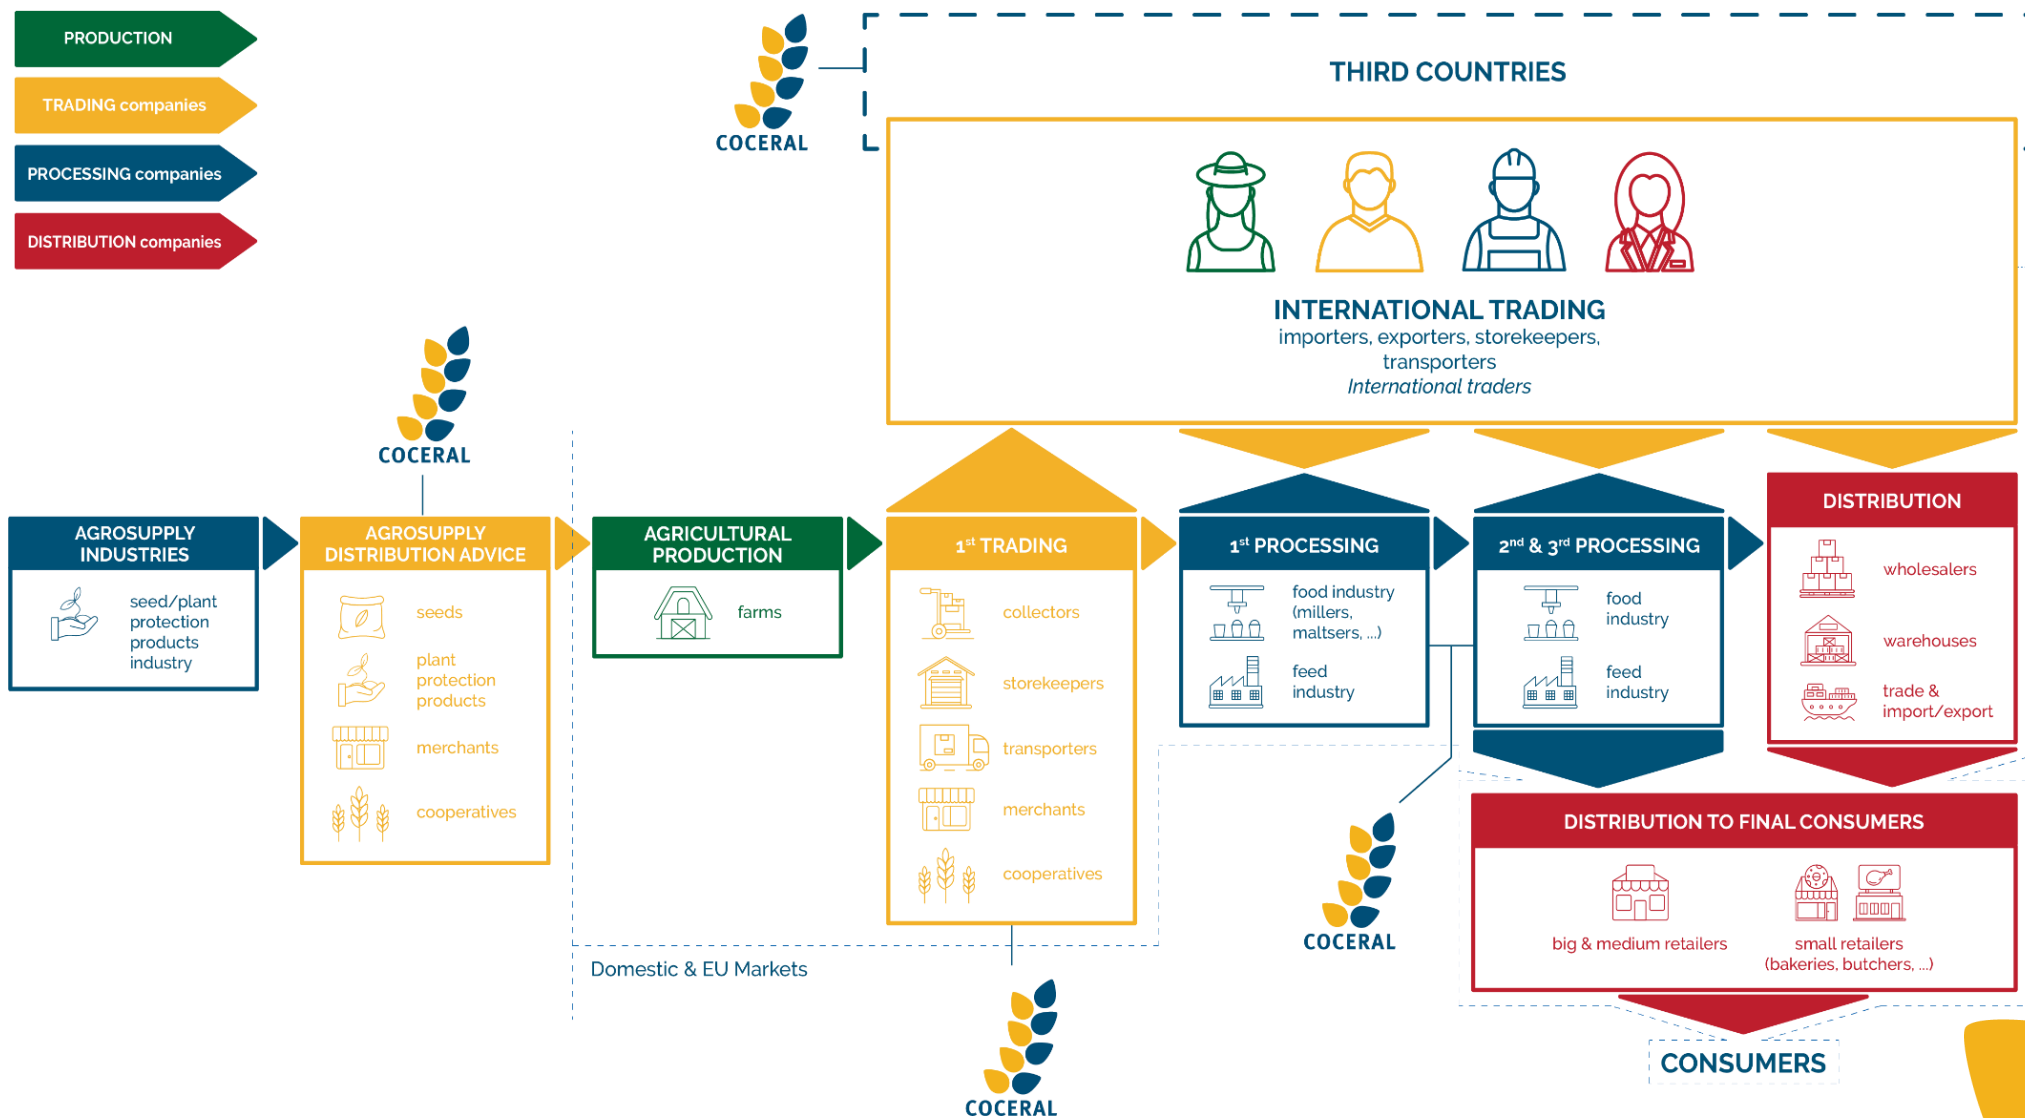 PRODUCTION
TRADING companies
PROCESSING companies
DISTRIBUTION companies
COCERAL
THIRD COUNTRIES
INTERNATIONAL TRADING
importers, exporters, storekeepers,
transporters
International traders
COCERAL
AGROSUPPLY
INDUSTRIES
seed/plant
protection
products
industry
AGROSUPPLY
DISTRIBUTION ADVICE
seeds
plant
protection
products
merchants
cooperatives
AGRICULTURAL
PRODUCTION
farms
1st TRADING
collectors
storekeepers
transporters
merchants
cooperatives
1st PROCESSING
food industry
(millers,
maltsers, ...)
feed
industry
2nd & 3rd PROCESSING
food
industry
feed
industry
DISTRIBUTION
wholesalers
warehouses
trade &
import/export
COCERAL
DISTRIBUTION TO FINAL CONSUMERS
big & medium retailers
small retailers
(bakeries, butchers, ...)
Domestic & EU Markets
COCERAL
CONSUMERS